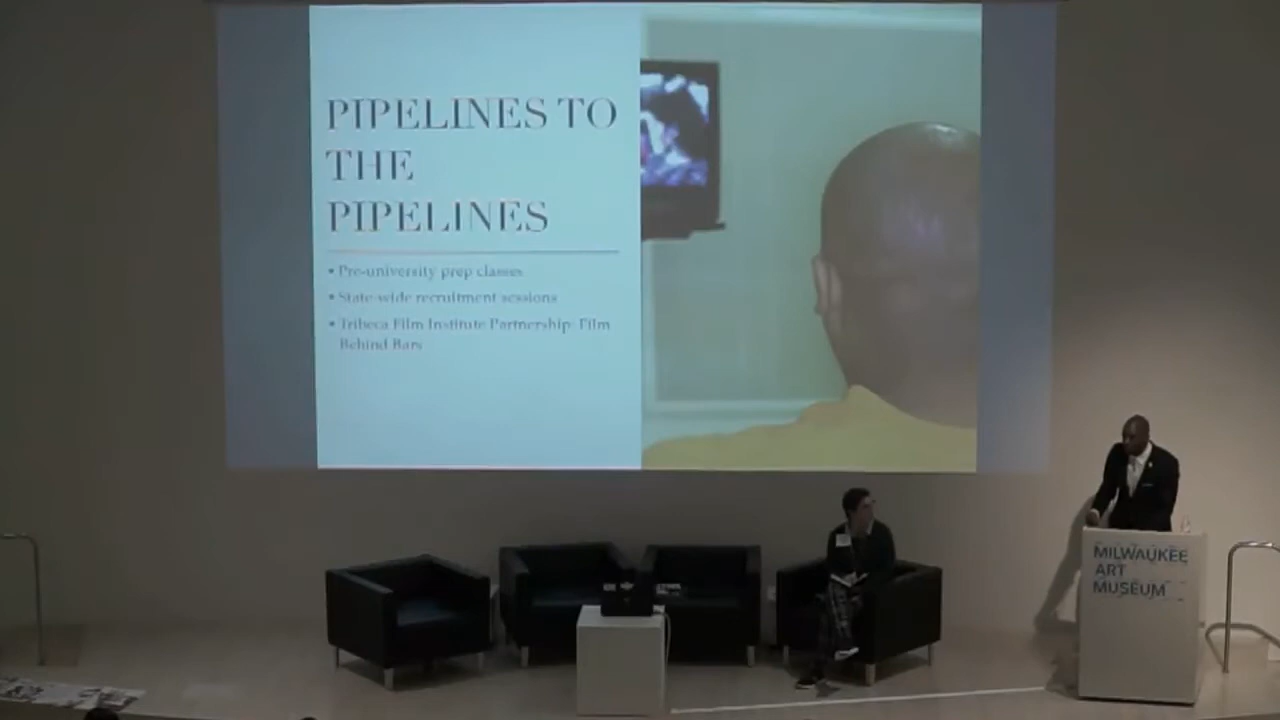 PIPELINES TO
THE
PIPELINES
▪ Pre-university prep classes
▪ State-wide recruitment sessions
▪ Tribeca Film Institute Partnership: Film
Behind Bars
MILWAUKEE
ART
MUSEUM